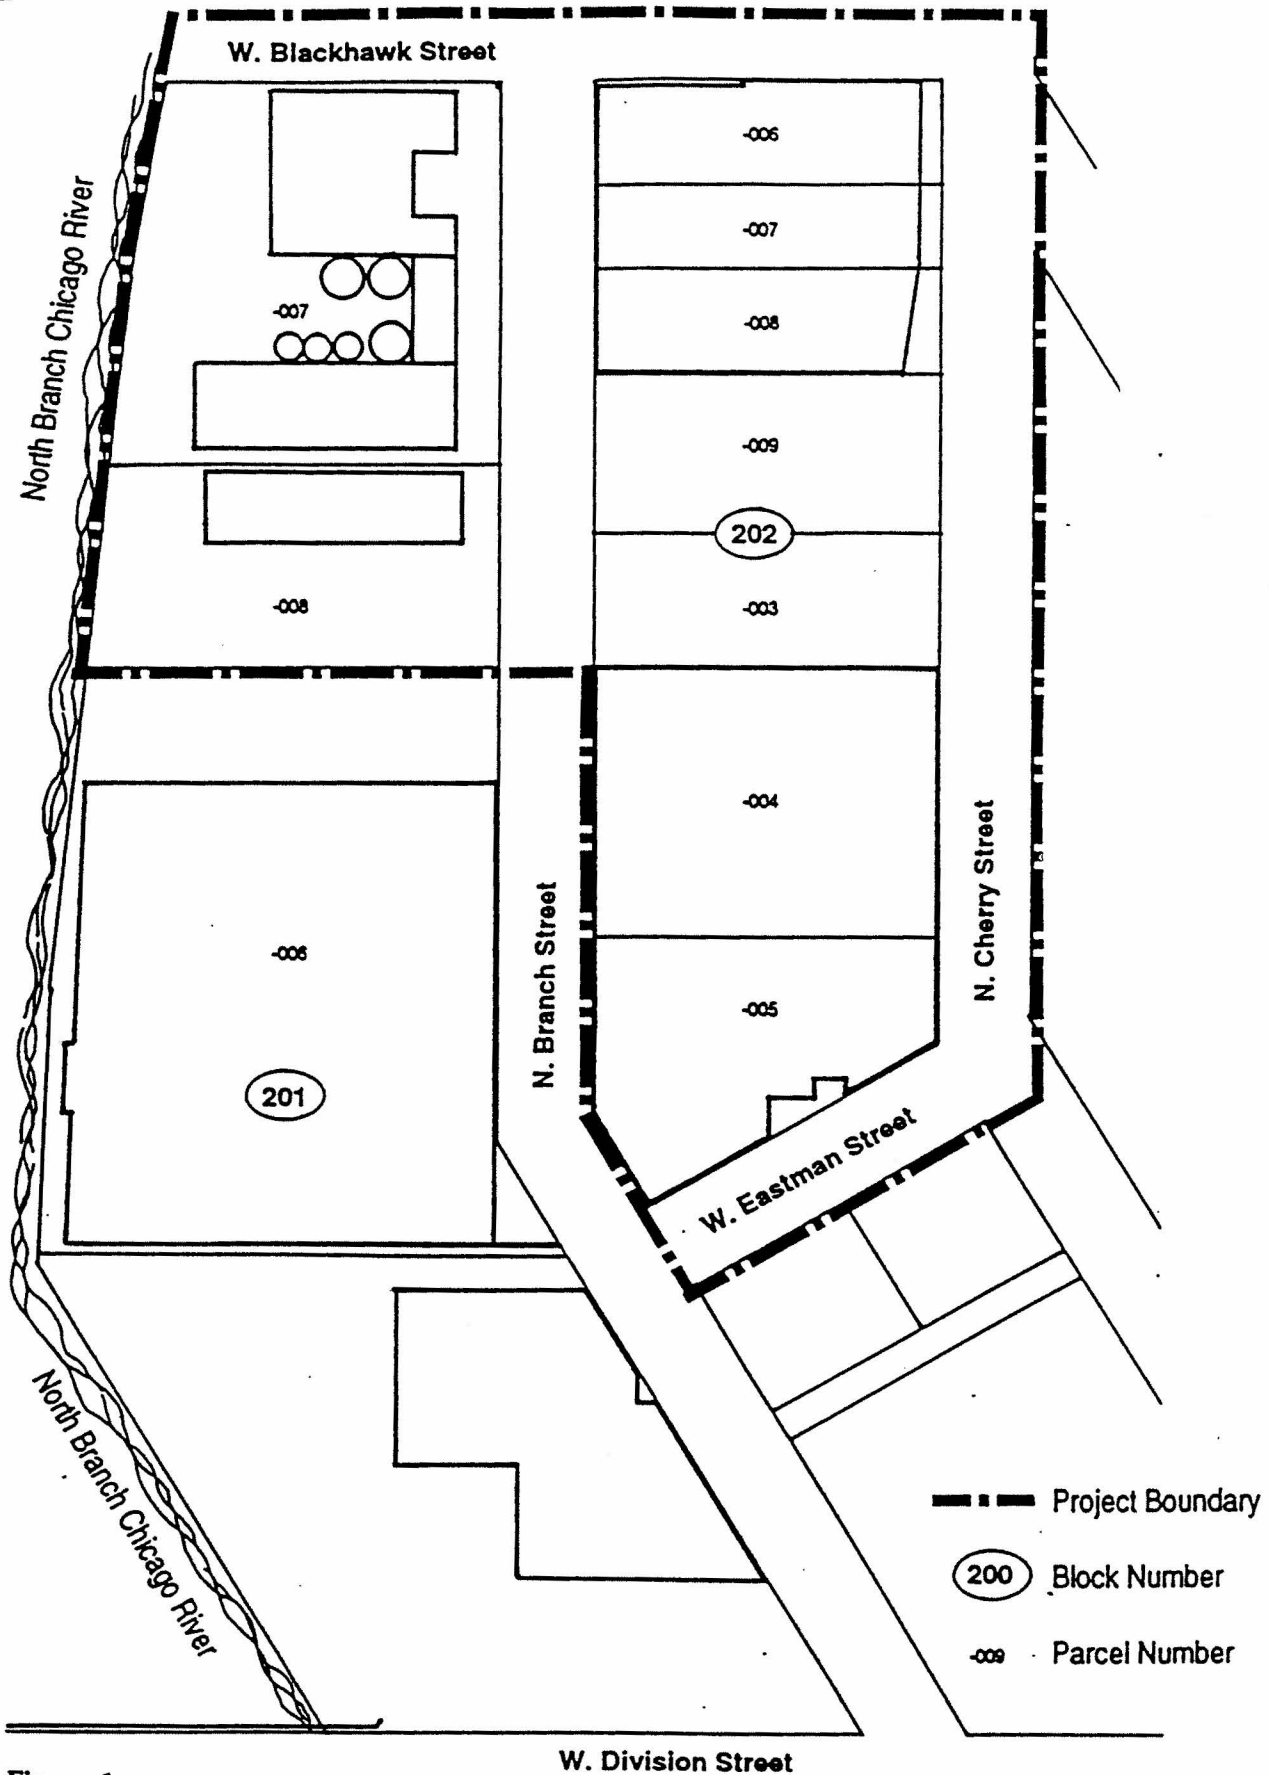 W. Blackhawk Street
North Branch Chicago River
-006
-007
-007
-008
-009
202
-008
-003
-004
N. Cherry Street
N. Branch Street
-006
-005
201
W. Eastman Street
North Branch Chicago River
Project Boundary
200 Block Number
-009 Parcel Number
W. Division Street